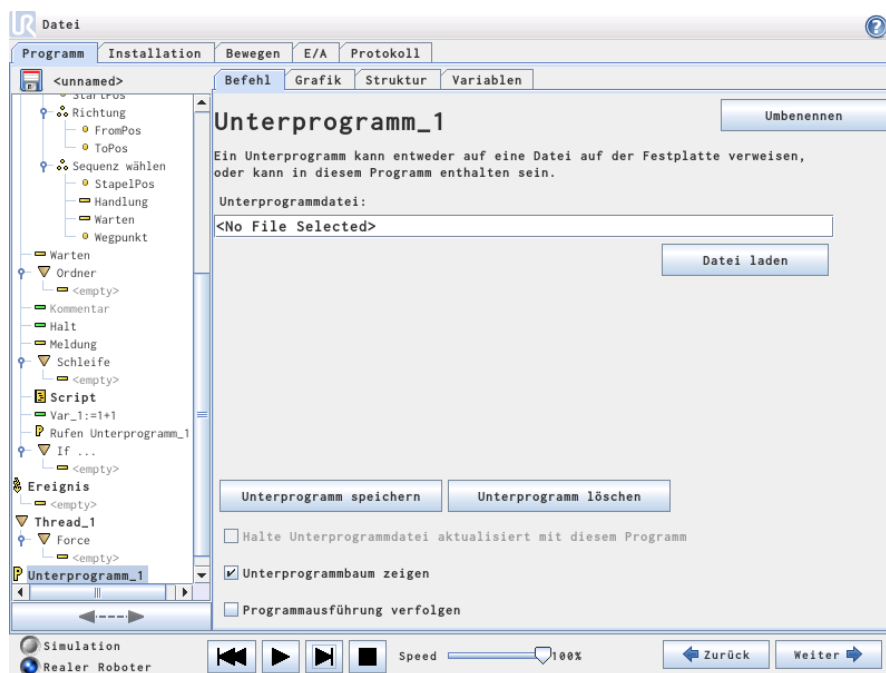 UR Datei
Programm Installation Bewegen E/A Protokoll
<unnamed>
Befehl Grafik Struktur Variablen
StartPos
Richtung
FromPos
ToPos
Sequenz wählen
StapelPos
Handlung
Warten
Wegpunkt
Warten
Ordner
<empty>
Kommentar
Halt
Meldung
Schleife
<empty>
Script
Var_1:=1+1
P Rufen Unterprogramm_1
If ...
<empty>
Ereignis
<empty>
Thread_1
Force
<empty>
P Unterprogramm_1
Unterprogramm_1
Umbenennen
Ein Unterprogramm kann entweder auf eine Datei auf der Festplatte verweisen,
oder kann in diesem Programm enthalten sein.
Unterprogrammdatei:
<No File Selected>
Datei laden
Unterprogramm speichern Unterprogramm löschen
Halte Unterprogrammdatei aktualisiert mit diesem Programm
Unterprogrammbaum zeigen
Programmausführung verfolgen
Simulation
Realer Roboter
Speed 100%
Zurück Weiter